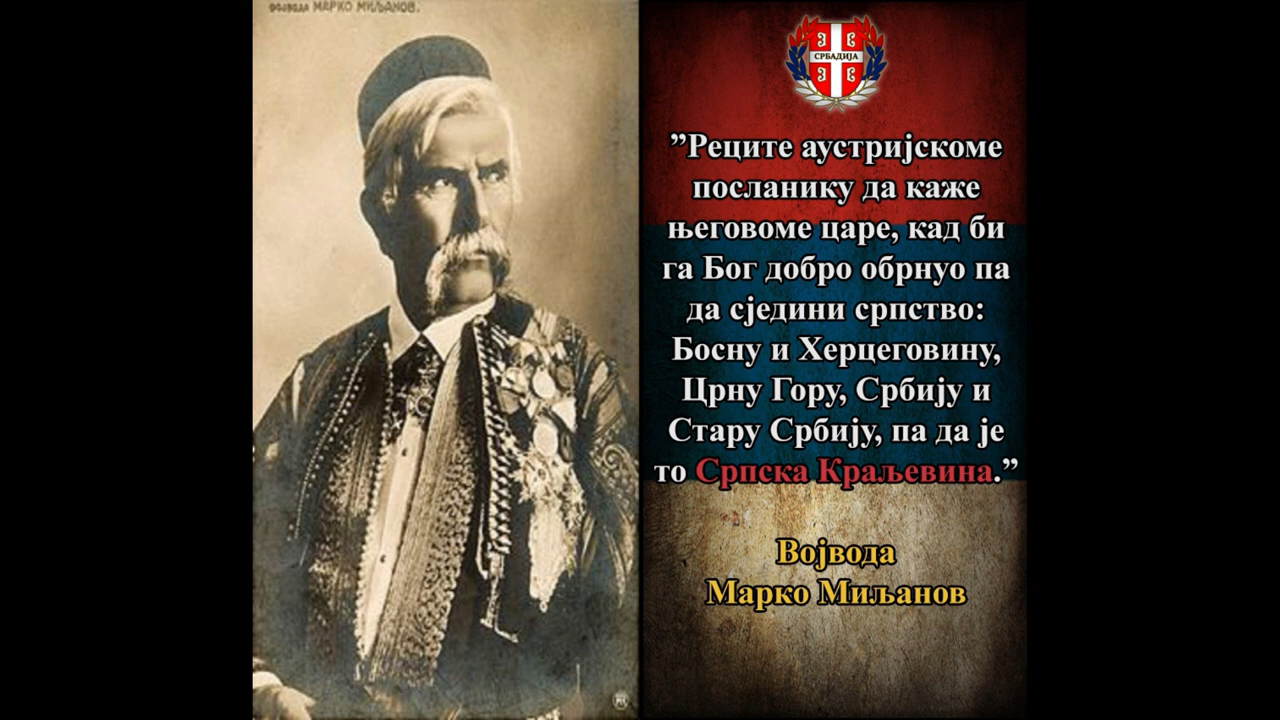 ВОЈВОДА МАРКО МИЉАНОВ.
СРБАДИЈА
”Реците аустријскоме
посланику да каже
његовоме царе, кад би
га Бог добро обрнуо па
да сједини српство:
Босну и Херцеговину,
Црну Гору, Србију и
Стару Србију, па да је
то Српска Краљевина.”
Војвода
Марко Миљанов